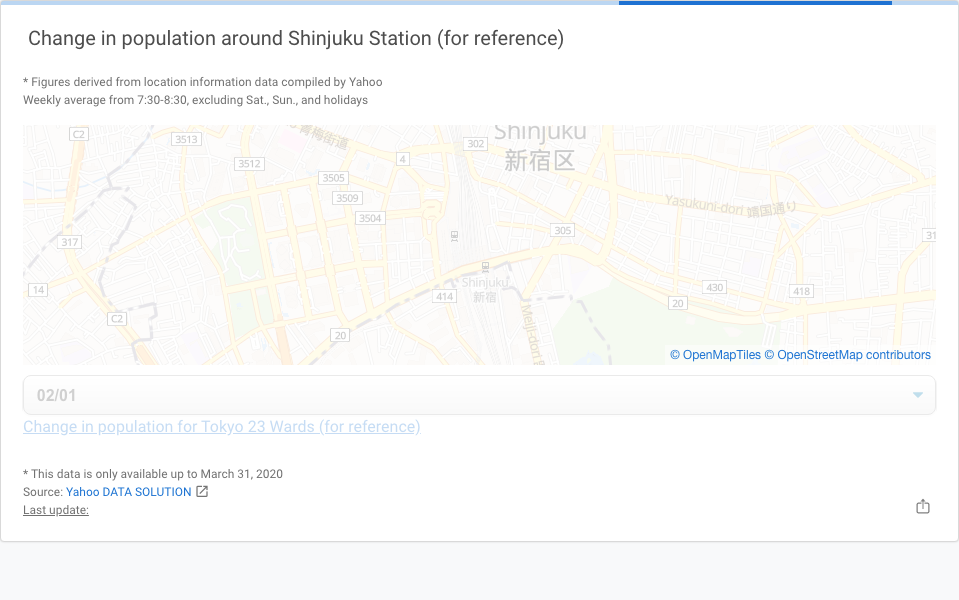 Change in population around Shinjuku Station (for reference)
* Figures derived from location information data compiled by Yahoo
Weekly average from 7:30-8:30, excluding Sat., Sun., and holidays
C2
3513
青梅街道
302
Shinjuku
新宿区
3512
4
3505
3509
Yasukuni-dori 靖国通り
3504
317
305
31
Shinjuku
新宿
14
414
430
418
20
C2
Meiji-dori
20
© OpenMapTiles © OpenStreetMap contributors
02/01
Change in population for Tokyo 23 Wards (for reference)
* This data is only available up to March 31, 2020
Source: Yahoo DATA SOLUTION
Last update: